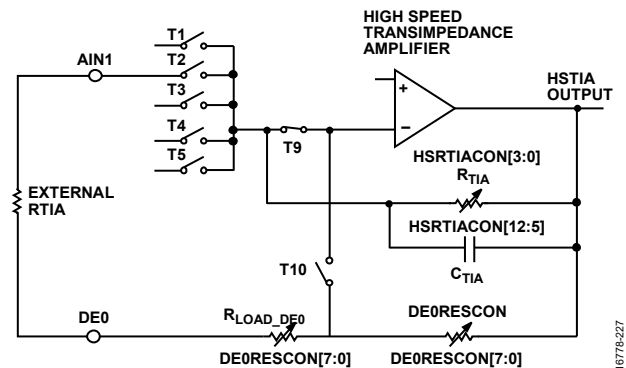 HIGH SPEED
TRANSIMPEDANCE
AMPLIFIER
T1
AIN1
T2
HSTIA
OUTPUT
+
T3
T4
–
T9
T5
HSRTIACON[3:0]
RTIA
EXTERNAL
RTIA
HSRTIACON[12:5]
CTIA
T10
DE0
RLOAD_DE0
DE0RESCON
DE0RESCON[7:0]
DE0RESCON[7:0]
16778-227